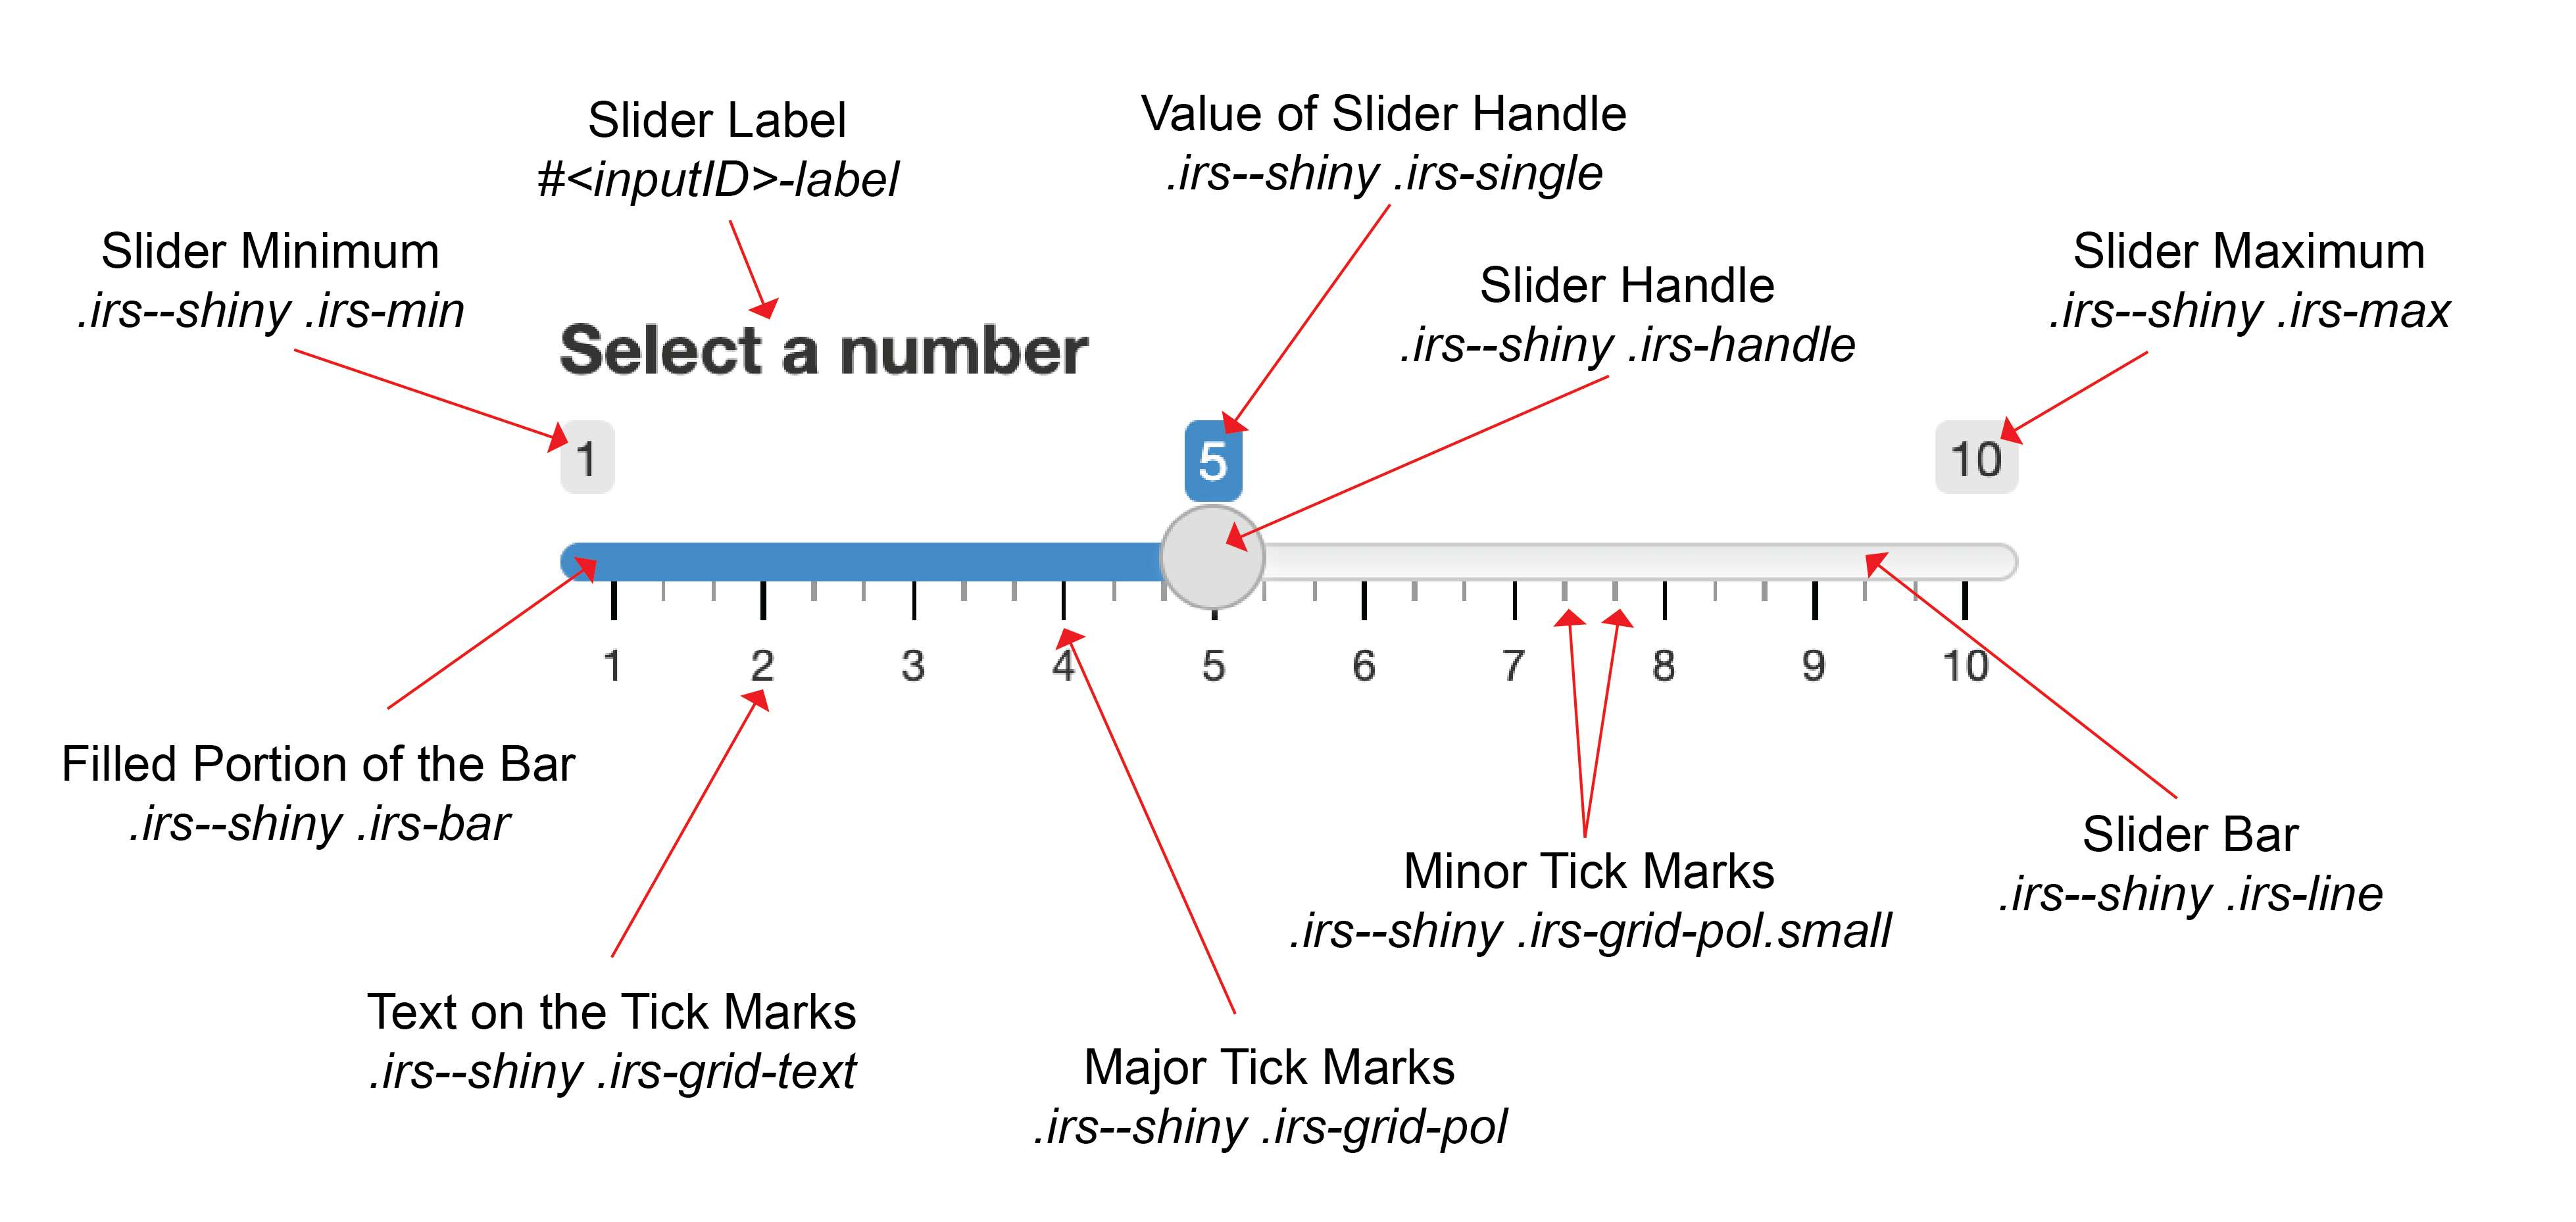 Slider Label
#<inputID>-label
Value of Slider Handle
.irs--shiny .irs-single
Slider Minimum
.irs--shiny .irs-min
Slider Handle
.irs--shiny .irs-handle
Slider Maximum
.irs--shiny .irs-max
Select a number
1 5 10
1 2 3 4 5 6 7 8 9 10
Filled Portion of the Bar
.irs--shiny .irs-bar
Slider Bar
.irs--shiny .irs-line
Minor Tick Marks
.irs--shiny .irs-grid-pol.small
Text on the Tick Marks
.irs--shiny .irs-grid-text
Major Tick Marks
.irs--shiny .irs-grid-pol